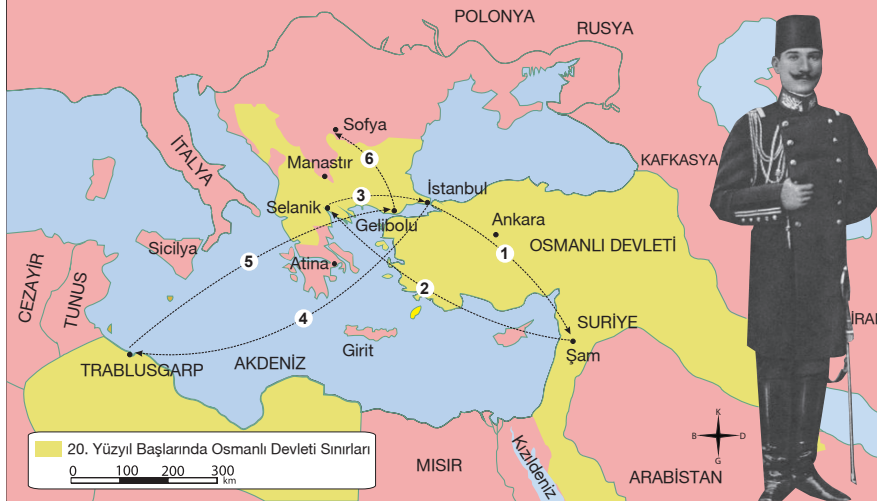 POLONYA
RUSYA
Sofya
İTALYA
Manastır
6
KAFKASYA
3
İstanbul
Selanik
Gelibolu
Ankara
OSMANLI DEVLETİ
Sicilya
Atina
5
1
CEZAYİR
TUNUS
2
4
SURİYE
İRAN
Girit
Şam
TRABLUSGARP
AKDENİZ
K
B
D
G
20. Yüzyıl Başlarında Osmanlı Devleti Sınırları
0 100 200 300
km
MISIR
Kızıldeniz
ARABİSTAN